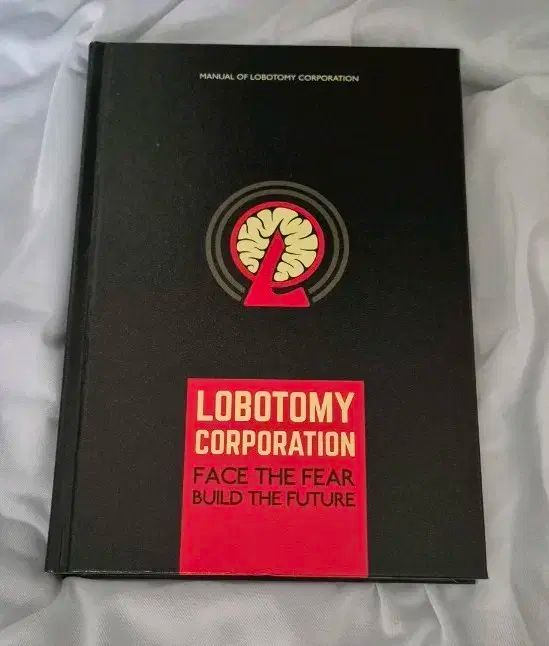 MANUAL OF LOBOTOMY CORPORATION
LOBOTOMY
CORPORATION
FACE THE FEAR
BUILD THE FUTURE